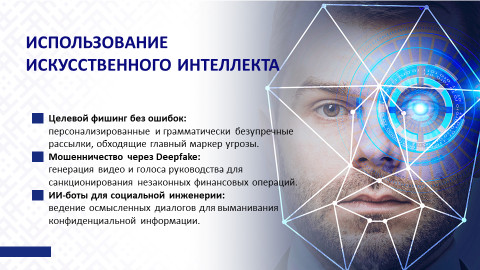 ИСПОЛЬЗОВАНИЕ
ИСКУССТВЕННОГО ИНТЕЛЛЕКТА
Целевой фишинг без ошибок:
персонализированные и грамматически безупречные
рассылки, обходящие главный маркер угрозы.
Мошенничество через Deepfake:
генерация видео и голоса руководства для
санкционирования незаконных финансовых операций.
ИИ-боты для социальной инженерии:
ведение осмысленных диалогов для выманивания
конфиденциальной информации.